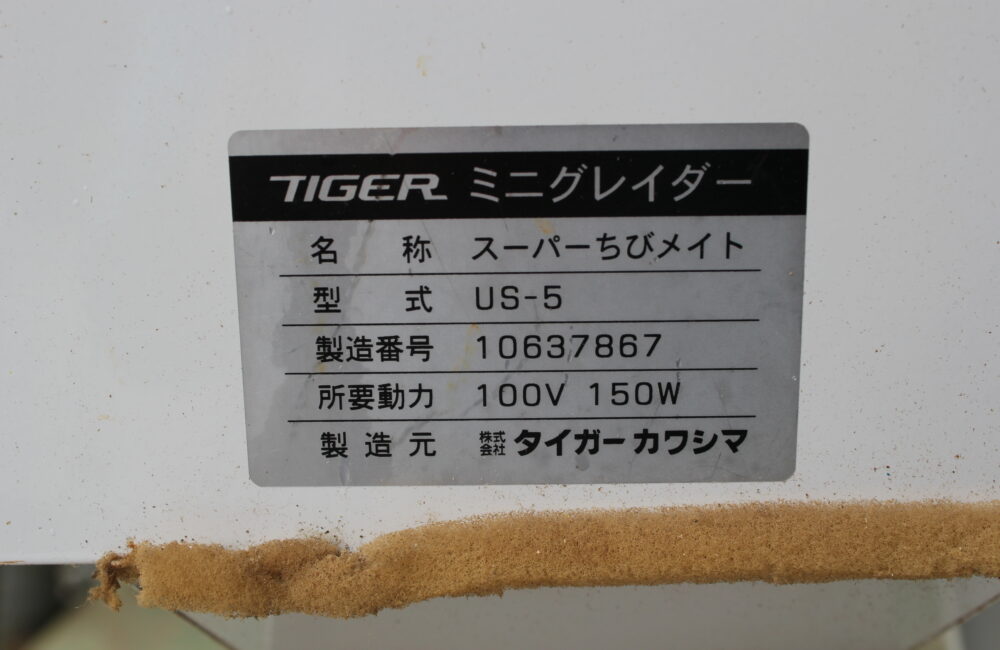 TIGER ミニグレイダー
名称 スーパーちびメイト
型式 US-5
製造番号 10637867
所要動力 100V 150W
製造元 株式会社 タイガーカワシマ